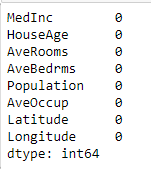 MedInc 0
HouseAge 0
AveRooms 0
AveBedrms 0
Population 0
AveOccup 0
Latitude 0
Longitude 0
dtype: int64